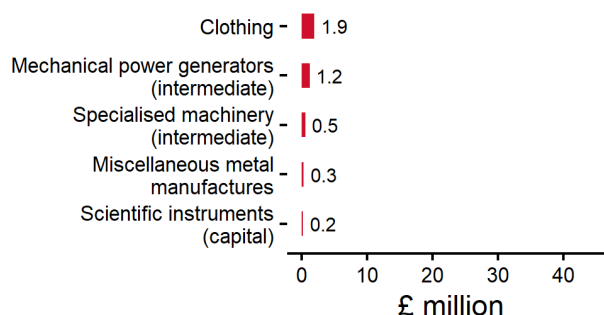 Clothing 1.9
Mechanical power generators
(intermediate) 1.2
Specialised machinery
(intermediate) 0.5
Miscellaneous metal
manufactures 0.3
Scientific instruments
(capital) 0.2
0 10 20 30 40
£ million